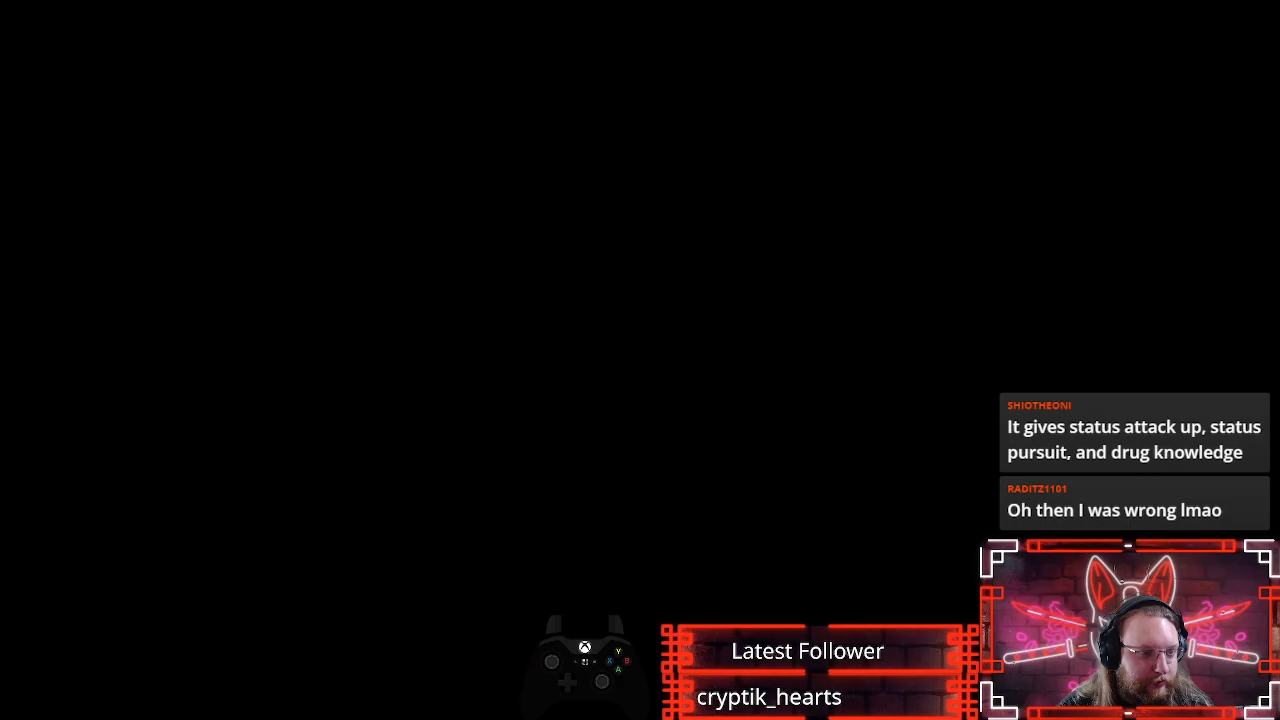 SHIOTHEONI
It gives status attack up, status
pursuit, and drug knowledge
RADITZ1101
Oh then I was wrong lmao
Latest Follower
cryptik_hearts
Y
X
B
A